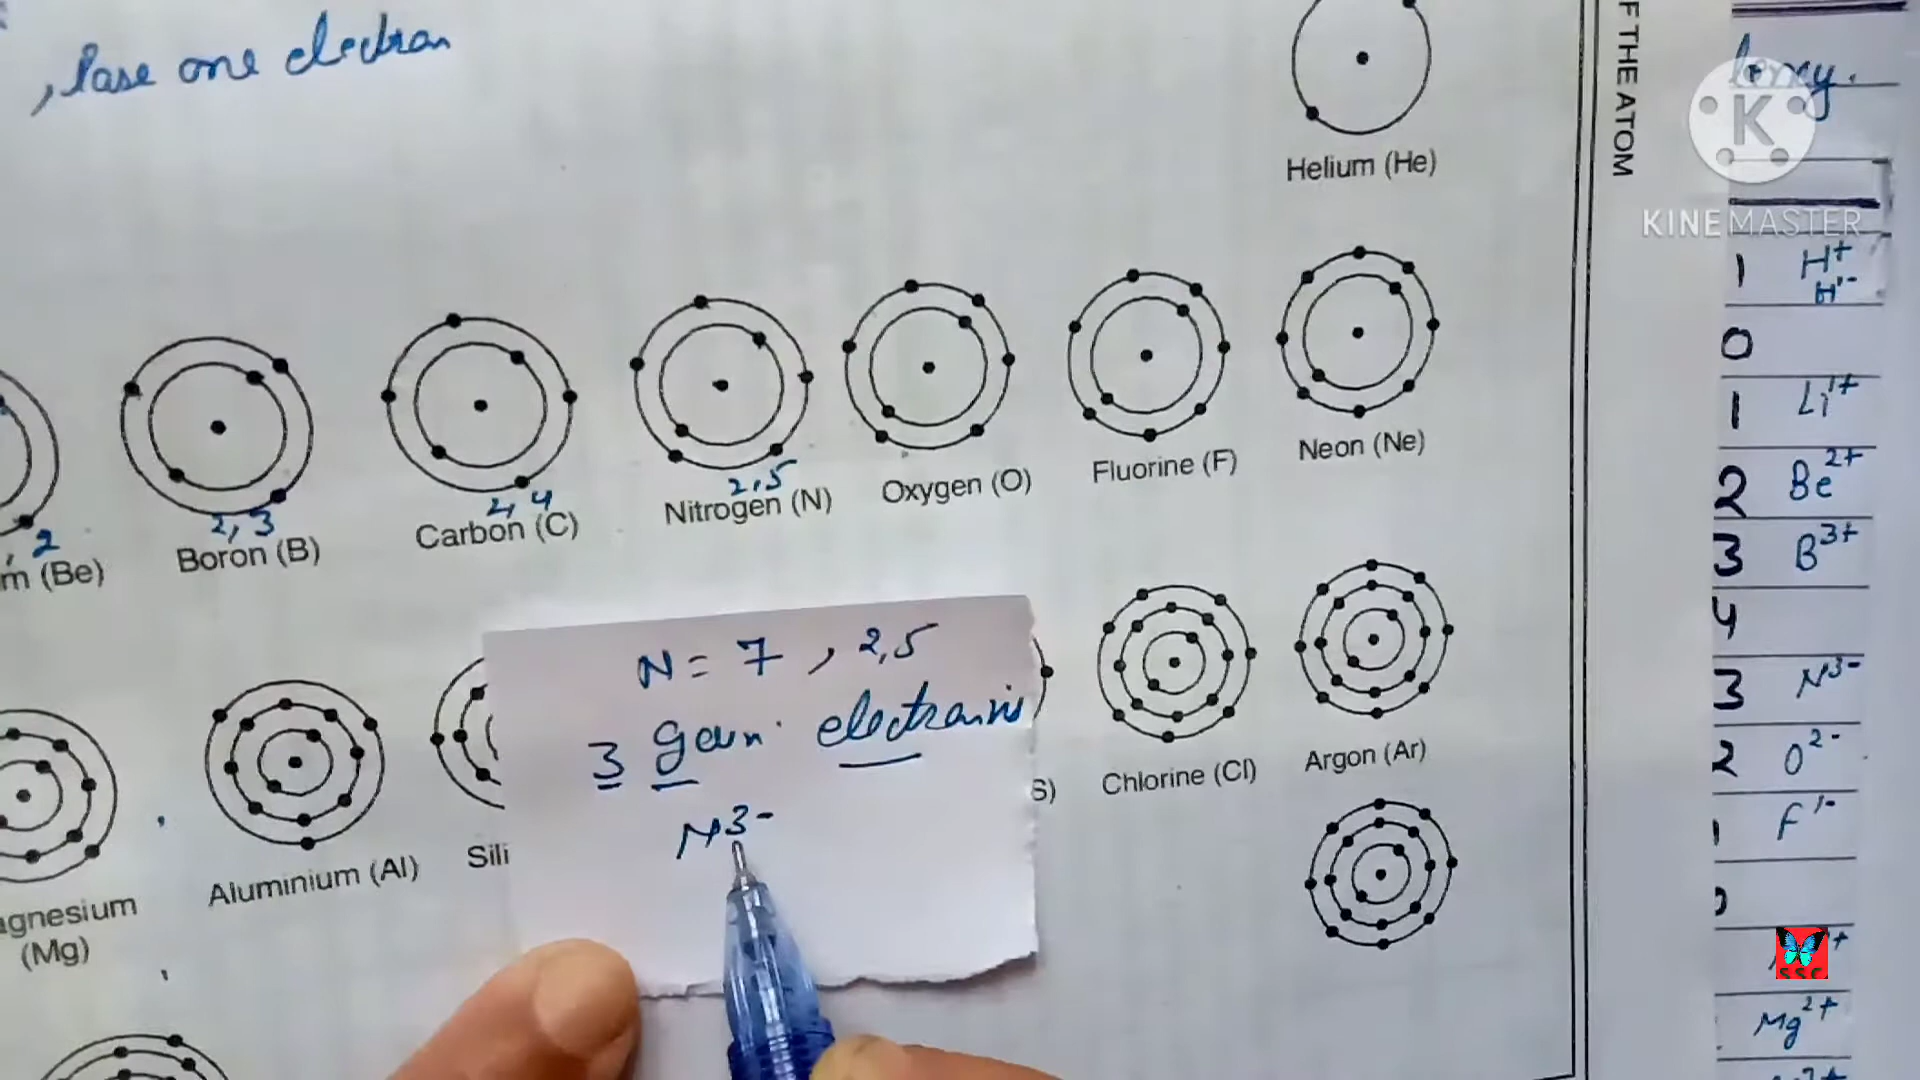 , lase one electron
Helium (He)
F THE ATOM
KINEMASTER
K
2
m (Be)
2, 3
Boron (B)
2, 4
Carbon (C)
2, 5
Nitrogen (N)
Oxygen (O)
Fluorine (F)
Neon (Ne)
agnesium
(Mg)
Aluminium (Al)
Sili
N = 7 , 2,5
3 gain electrons
N3-
S)
Chlorine (Cl)
Argon (Ar)
1 H+
H1-
0
1 Li1+
2 Be2+
3 B3+
4
3 N3-
2 O2-
1 F1-
SSC
Mg2+